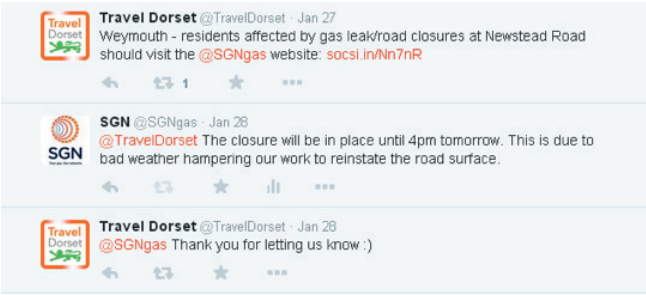 Travel Dorset @TravelDorset · Jan 27
Weymouth - residents affected by gas leak/road closures at Newstead Road
should visit the @SGNgas website: socsi.in/Nn7nR
1
SGN @SGNgas · Jan 28
@TravelDorset The closure will be in place until 4pm tomorrow. This is due to
bad weather hampering our work to reinstate the road surface.
Travel Dorset @TravelDorset · Jan 28
@SGNgas Thank you for letting us know :)
Travel
Dorset
SGN
Travel
Dorset